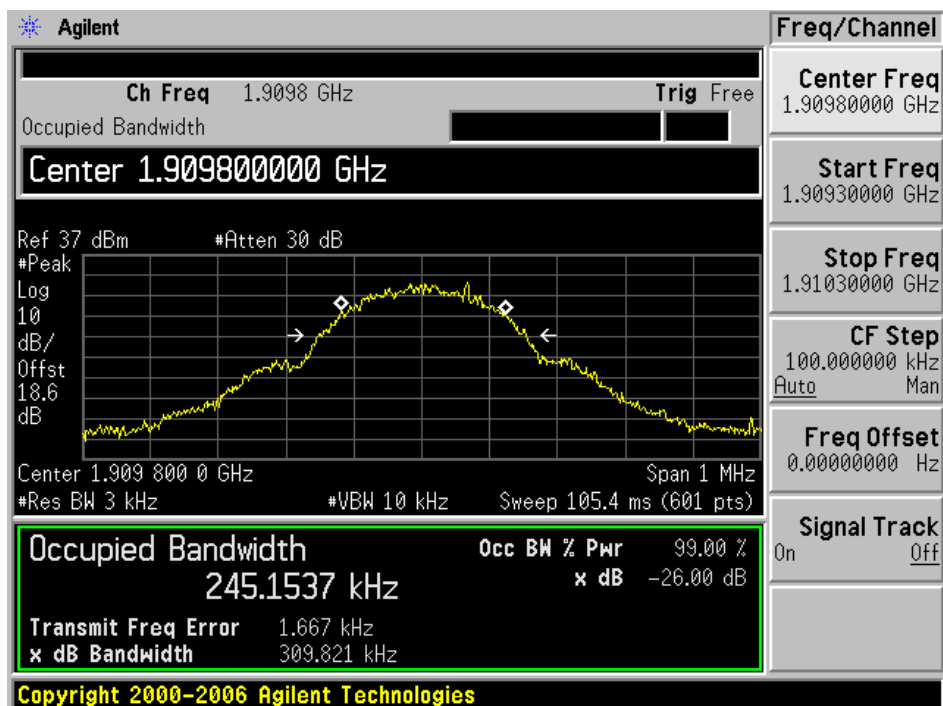 Agilent
Freq/Channel
Ch Freq 1.9098 GHz Trig Free
Occupied Bandwidth
Center 1.909800000 GHz
Ref 37 dBm #Atten 30 dB
#Peak
Log
10
dB/
Offst
18.6
dB
Center 1.909 800 0 GHz Span 1 MHz
#Res BW 3 kHz #VBW 10 kHz Sweep 105.4 ms (601 pts)
Occupied Bandwidth Occ BW % Pwr 99.00 %
245.1537 kHz x dB -26.00 dB
Transmit Freq Error 1.667 kHz
x dB Bandwidth 309.821 kHz
Copyright 2000-2006 Agilent Technologies
Center Freq
1.90980000 GHz
Start Freq
1.90930000 GHz
Stop Freq
1.91030000 GHz
CF Step
100.000000 kHz
Auto Man
Freq Offset
0.00000000 Hz
Signal Track
On Off